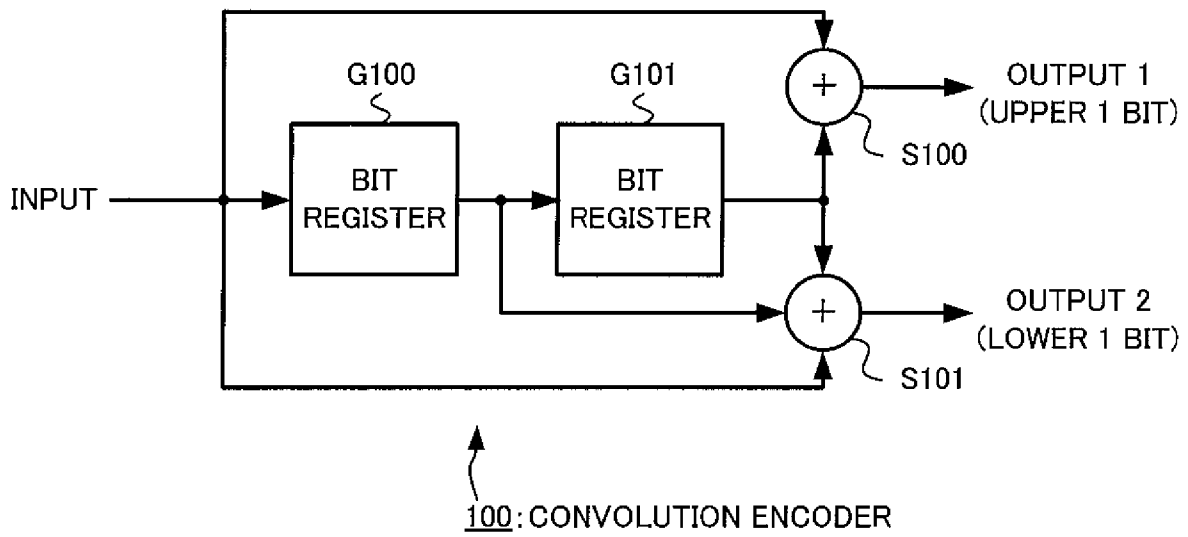 G100
G101
OUTPUT 1
(UPPER 1 BIT)
+
S100
INPUT
BIT
REGISTER
BIT
REGISTER
OUTPUT 2
(LOWER 1 BIT)
+
S101
100: CONVOLUTION ENCODER